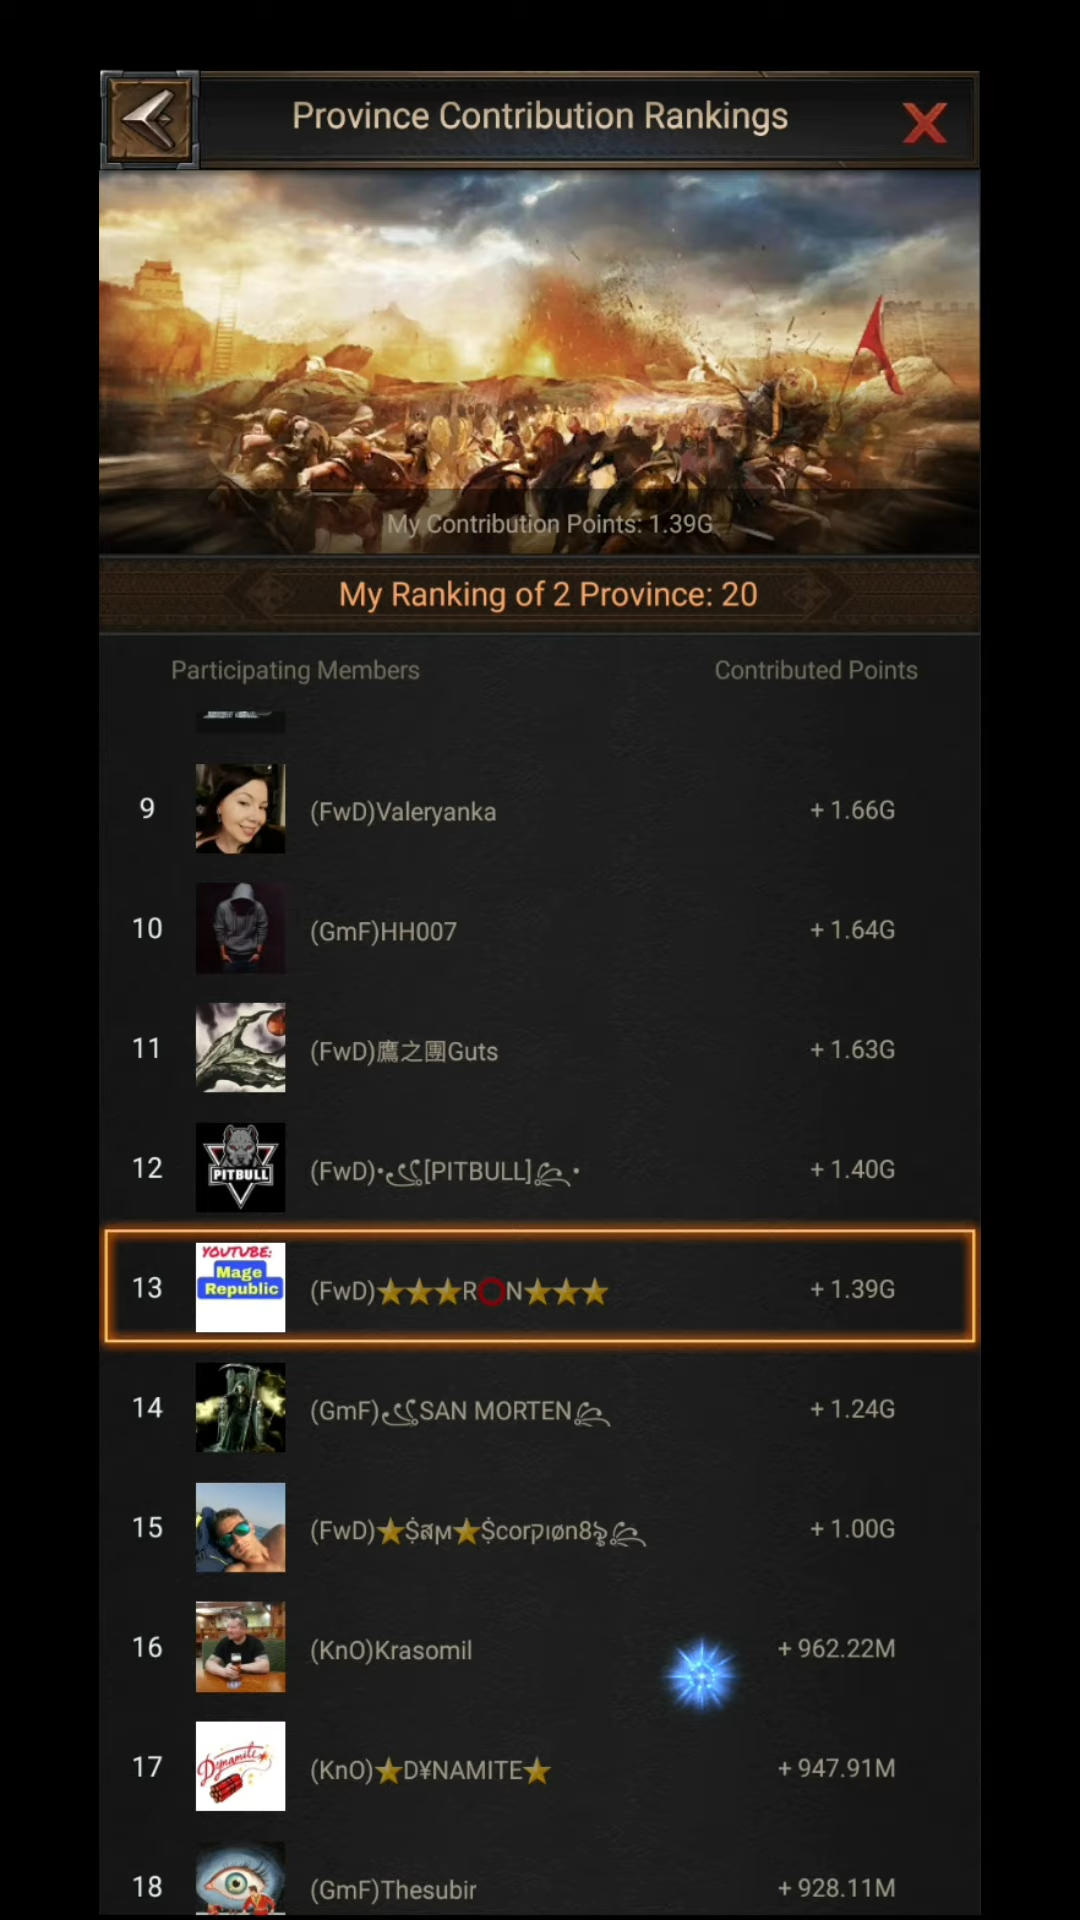 Province Contribution Rankings
My Contribution Points: 1.39G
My Ranking of 2 Province: 20
Participating Members Contributed Points
9 (FwD)Valeryanka + 1.66G
10 (GmF)HH007 + 1.64G
11 (FwD)鷹之團Guts + 1.63G
PITBULL
12 (FwD)•꧁[PITBULL]꧂• + 1.40G
YOUTUBE:
Mage
Republic
13 (FwD)★★★R⭕N★★★ + 1.39G
14 (GmF)꧁SAN MORTEN꧂ + 1.24G
15 (FwD) + 1.00G
16 (KnO)Krasomil + 962.22M
Dynamite
17 (KnO)★D¥NAMITE★ + 947.91M
18 (GmF)Thesubir + 928.11M